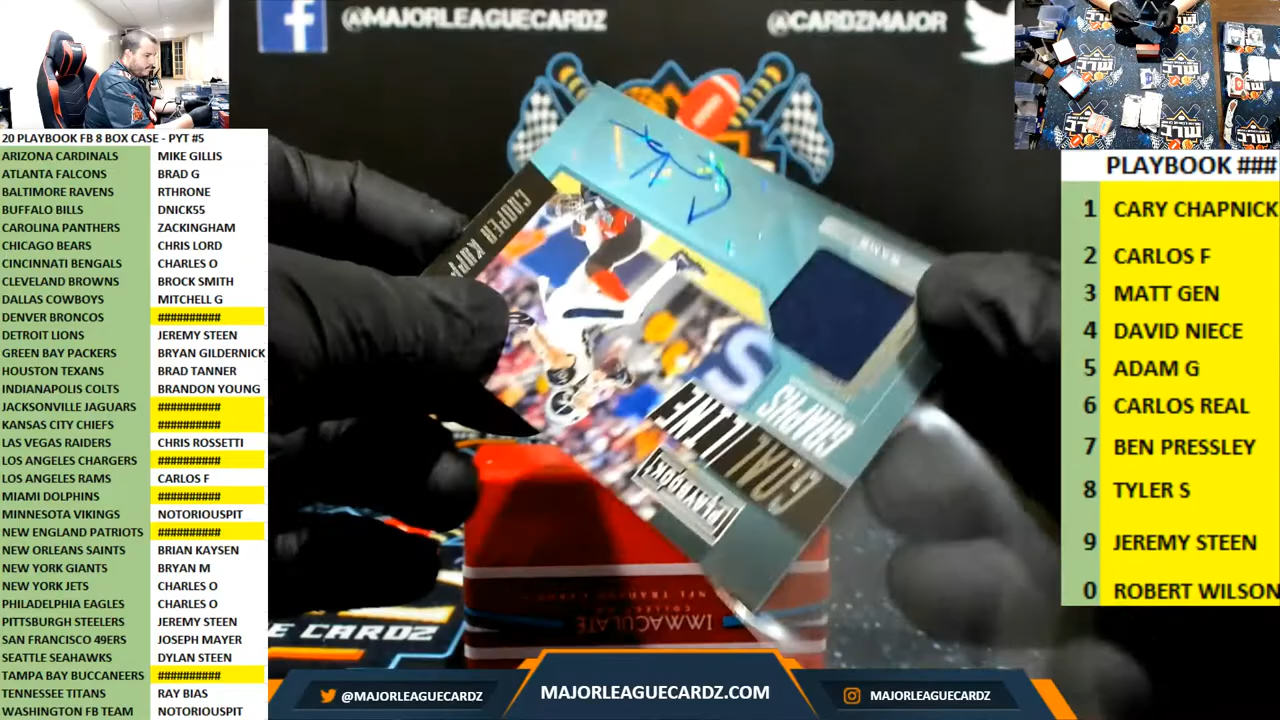 @MAJORLEAGUECARDZ
@CARDZMAJOR
20 PLAYBOOK FB 8 BOX CASE - PYT #5
ARIZONA CARDINALS MIKE GILLIS
ATLANTA FALCONS BRAD G
BALTIMORE RAVENS RTHRONE
BUFFALO BILLS DNICK55
CAROLINA PANTHERS ZACKINGHAM
CHICAGO BEARS CHRIS LORD
CINCINNATI BENGALS CHARLES O
CLEVELAND BROWNS BROCK SMITH
DALLAS COWBOYS MITCHELL G
DENVER BRONCOS ##########
DETROIT LIONS JEREMY STEEN
GREEN BAY PACKERS BRYAN GILDERNICK
HOUSTON TEXANS BRAD TANNER
INDIANAPOLIS COLTS BRANDON YOUNG
JACKSONVILLE JAGUARS ##########
KANSAS CITY CHIEFS ##########
LAS VEGAS RAIDERS CHRIS ROSSETTI
LOS ANGELES CHARGERS ##########
LOS ANGELES RAMS CARLOS F
MIAMI DOLPHINS ##########
MINNESOTA VIKINGS NOTORIOUSPIT
NEW ENGLAND PATRIOTS ##########
NEW ORLEANS SAINTS BRIAN KAYSEN
NEW YORK GIANTS BRYAN M
NEW YORK JETS CHARLES O
PHILADELPHIA EAGLES CHARLES O
PITTSBURGH STEELERS JEREMY STEEN
SAN FRANCISCO 49ERS JOSEPH MAYER
SEATTLE SEAHAWKS DYLAN STEEN
TAMPA BAY BUCCANEERS ##########
TENNESSEE TITANS RAY BIAS
WASHINGTON FB TEAM NOTORIOUSPIT
COOPER KUPP
GOAL LINE
GRAPHS
PLAYBOOK
IMMACULATE
E CARDZ
PLAYBOOK ###
1 CARY CHAPNICK
2 CARLOS F
3 MATT GEN
4 DAVID NIECE
5 ADAM G
6 CARLOS REAL
7 BEN PRESSLEY
8 TYLER S
9 JEREMY STEEN
0 ROBERT WILSON
@MAJORLEAGUECARDZ
MAJORLEAGUECARDZ.COM
MAJORLEAGUECARDZ